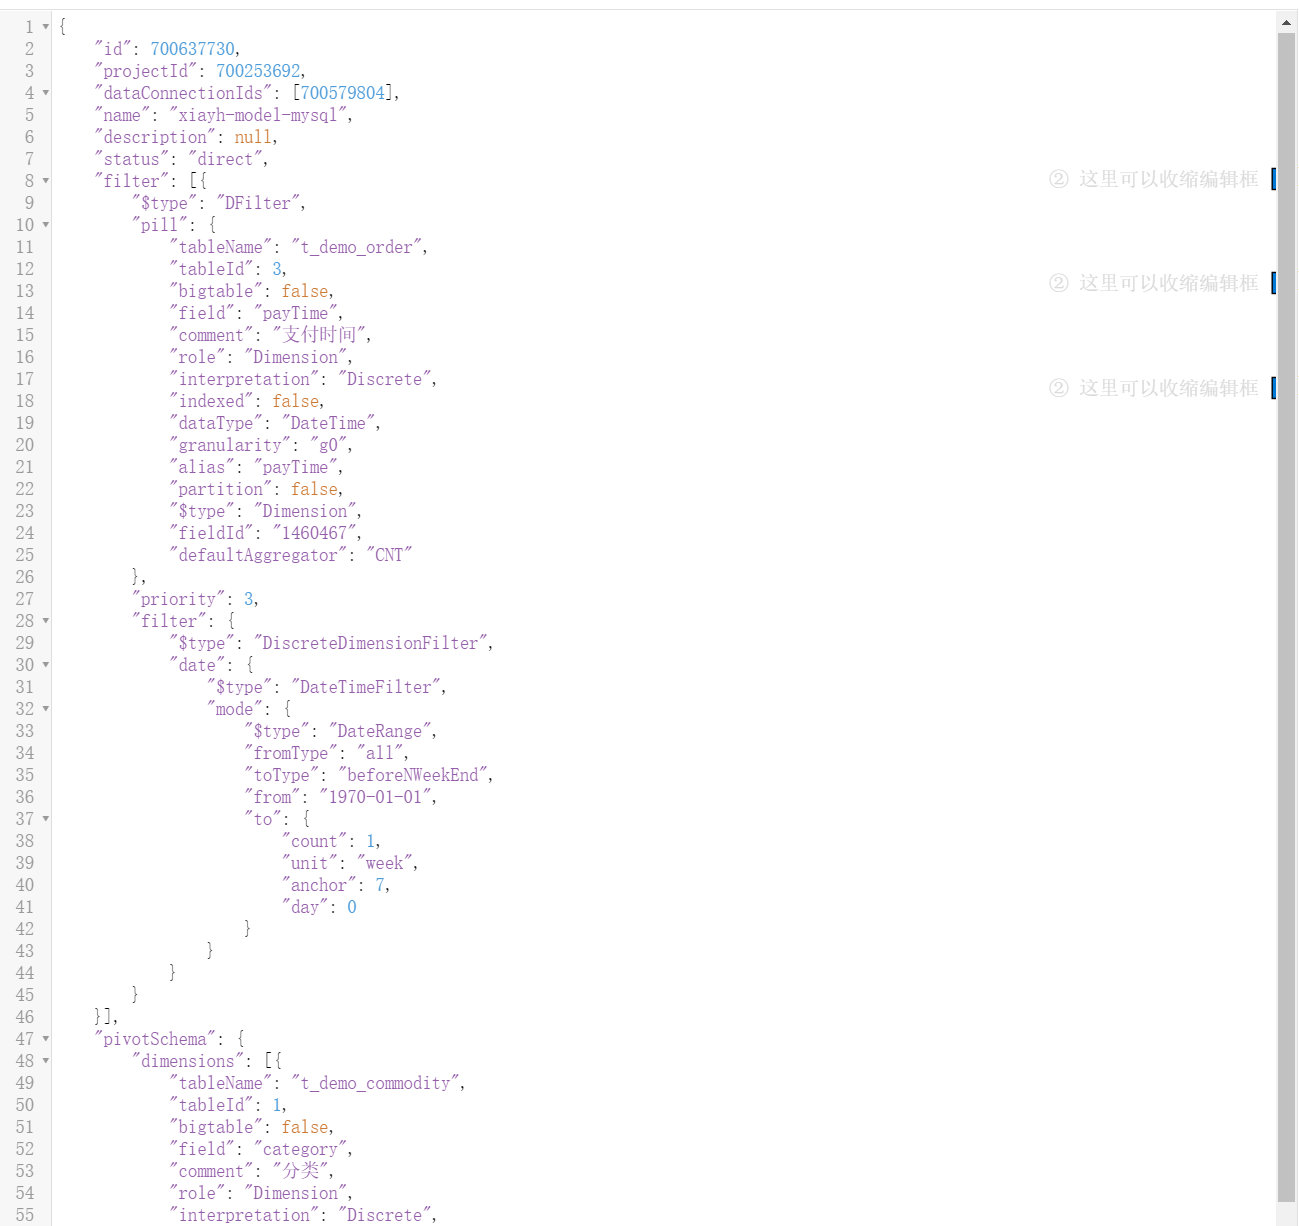 1 {
2 "id": 700637730,
3 "projectId": 700253692,
4 "dataConnectionIds": [700579804],
5 "name": "xiayh-model-mysql",
6 "description": null,
7 "status": "direct",
8 "filter": [{
② 这里可以收缩编辑框
9 "$type": "DFilter",
10 "pill": {
11 "tableName": "t_demo_order",
12 "tableId": 3,
13 "bigtable": false,
② 这里可以收缩编辑框
14 "field": "payTime",
15 "comment": "支付时间",
16 "role": "Dimension",
17 "interpretation": "Discrete",
② 这里可以收缩编辑框
18 "indexed": false,
19 "dataType": "DateTime",
20 "granularity": "g0",
21 "alias": "payTime",
22 "partition": false,
23 "$type": "Dimension",
24 "fieldId": "1460467",
25 "defaultAggregator": "CNT"
26 },
27 "priority": 3,
28 "filter": {
29 "$type": "DiscreteDimensionFilter",
30 "date": {
31 "$type": "DateTimeFilter",
32 "mode": {
33 "$type": "DateRange",
34 "fromType": "all",
35 "toType": "beforeNWeekEnd",
36 "from": "1970-01-01",
37 "to": {
38 "count": 1,
39 "unit": "week",
40 "anchor": 7,
41 "day": 0
42 }
43 }
44 }
45 }
46 }],
47 "pivotSchema": {
48 "dimensions": [{
49 "tableName": "t_demo_commodity",
50 "tableId": 1,
51 "bigtable": false,
52 "field": "category",
53 "comment": "分类",
54 "role": "Dimension",
55 "interpretation": "Discrete",